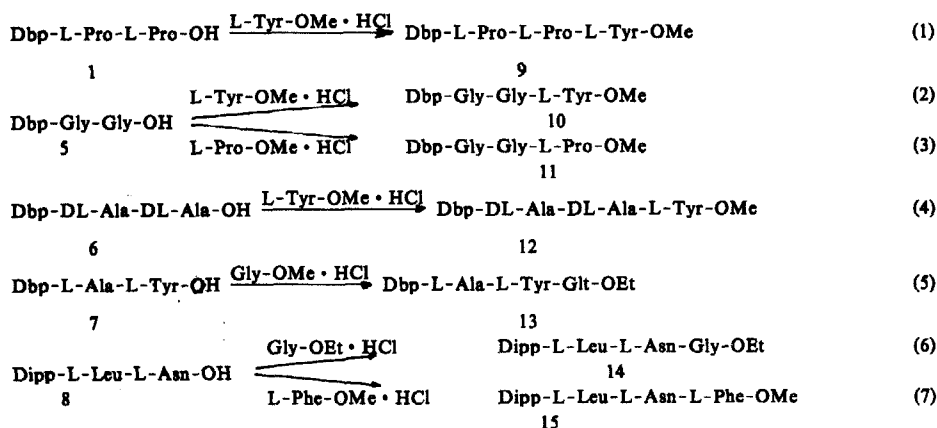 L-Tyr-OMe • HCl
Dbp-L-Pro-L-Pro-OH Dbp-L-Pro-L-Pro-L-Tyr-OMe (1)
1 9
L-Tyr-OMe • HCl Dbp-Gly-Gly-L-Tyr-OMe (2)
10
Dbp-Gly-Gly-OH
5 L-Pro-OMe • HCl Dbp-Gly-Gly-L-Pro-OMe (3)
11
L-Tyr-OMe • HCl
Dbp-DL-Ala-DL-Ala-OH Dbp-DL-Ala-DL-Ala-L-Tyr-OMe (4)
6 12
Gly-OMe • HCl
Dbp-L-Ala-L-Tyr-OH Dbp-L-Ala-L-Tyr-Glt-OEt (5)
7 13
Gly-OEt • HCl Dipp-L-Leu-L-Asn-Gly-OEt (6)
14
Dipp-L-Leu-L-Asn-OH
8 L-Phe-OMe • HCl Dipp-L-Leu-L-Asn-L-Phe-OMe (7)
15